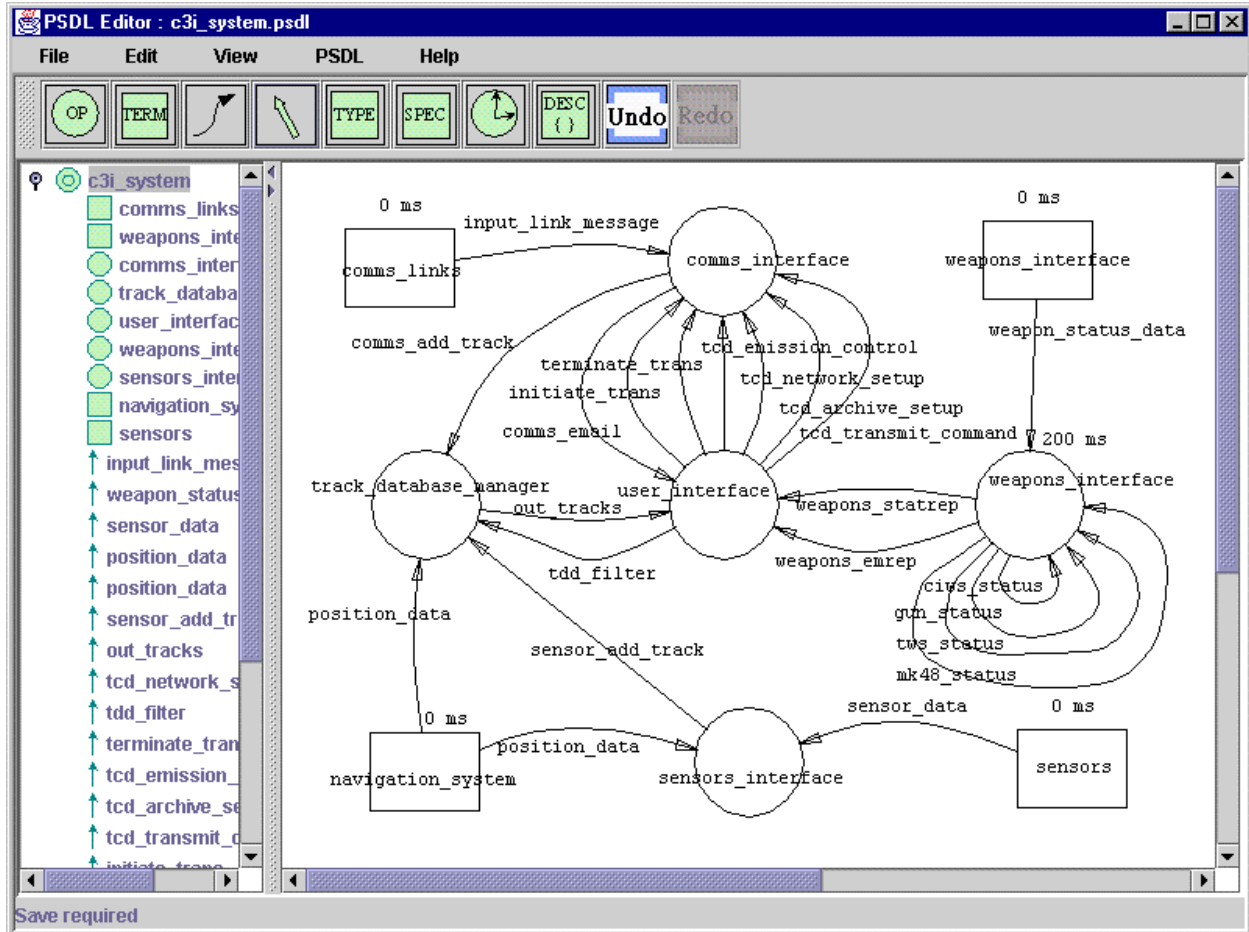 PSDL Editor : c3i_system.psdl
File Edit View PSDL Help
OP TERM TYPE SPEC DESC { } Undo Redo
c3i_system
comms_links
weapons_inte
comms_inter
track_databa
user_interfac
weapons_inte
sensors_inter
navigation_sy
sensors
input_link_mes
weapon_status
sensor_data
position_data
position_data
sensor_add_tr
out_tracks
tcd_network_s
tdd_filter
terminate_tran
tcd_emission_
tcd_archive_se
tcd_transmit_c
initiate_trans
0 ms
comms_links
input_link_message
comms_interface
0 ms
weapons_interface
weapon_status_data
comms_add_track
terminate_trans
initiate_trans
comms_email
tcd_emission_control
tcd_network_setup
tcd_archive_setup
tcd_transmit_command
200 ms
track_database_manager
user_interface
weapons_interface
out_tracks
weapons_statrep
tdd_filter
weapons_emrep
ciws_status
gun_status
tws_status
mk48_status
position_data
sensor_add_track
0 ms
navigation_system
position_data
sensors_interface
sensor_data
0 ms
sensors
Save required